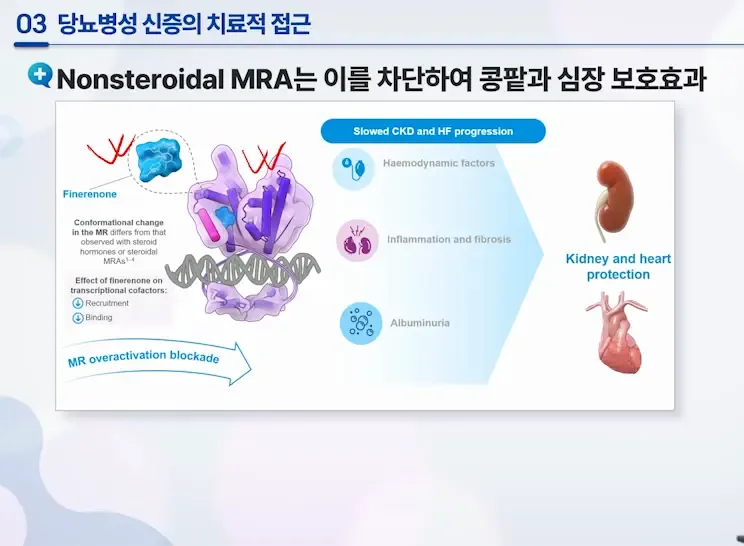 03 당뇨병성 신증의 치료적 접근
Nonsteroidal MRA는 이를 차단하여 콩팥과 심장 보호효과
Slowed CKD and HF progression
Finerenone
Conformational change
in the MR differs from that
observed with steroid
hormones or steroidal
MRAs¹⁻⁴
Effect of finerenone on
transcriptional cofactors:
Recruitment
Binding
MR overactivation blockade
Haemodynamic factors
Inflammation and fibrosis
Albuminuria
Kidney and heart
protection